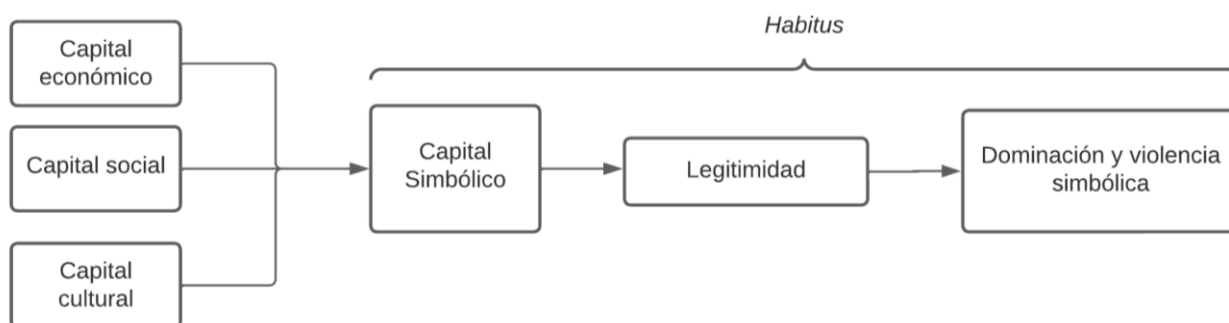 Habitus
Capital
económico
Capital social
Capital
cultural
Capital
Simbólico
Legitimidad
Dominación y violencia
simbólica